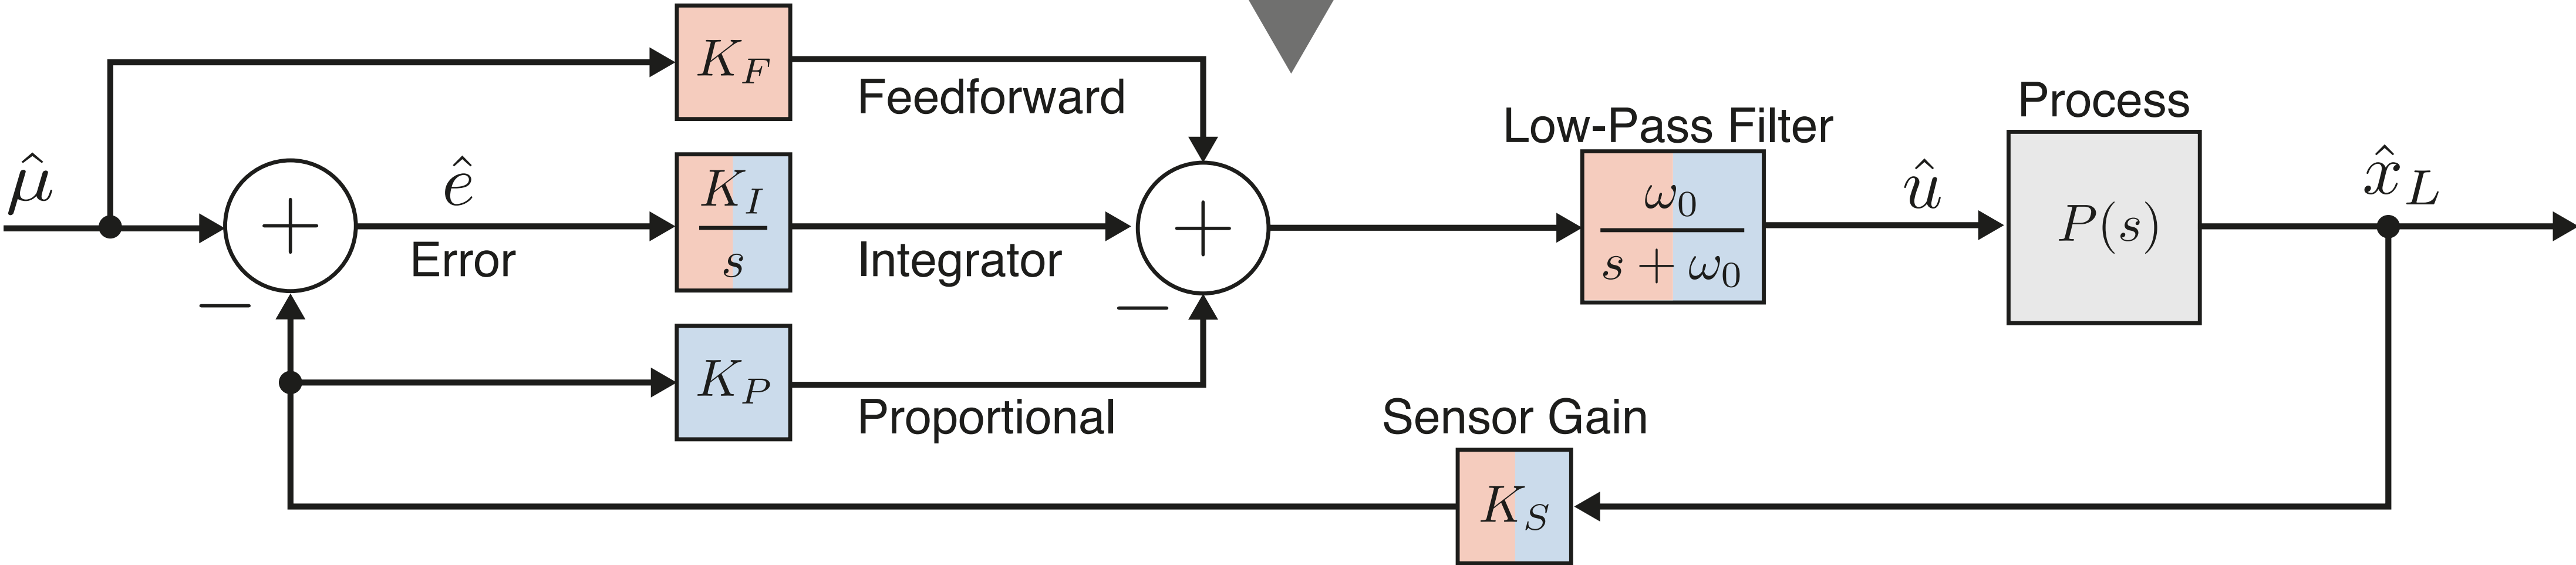 K_F
Feedforward
μ̂
+
−
ê
Error
K_I
s
Integrator
K_P
Proportional
+
−
Low-Pass Filter
ω_0
s + ω_0
û
Process
P(s)
x̂_L
Sensor Gain
K_S